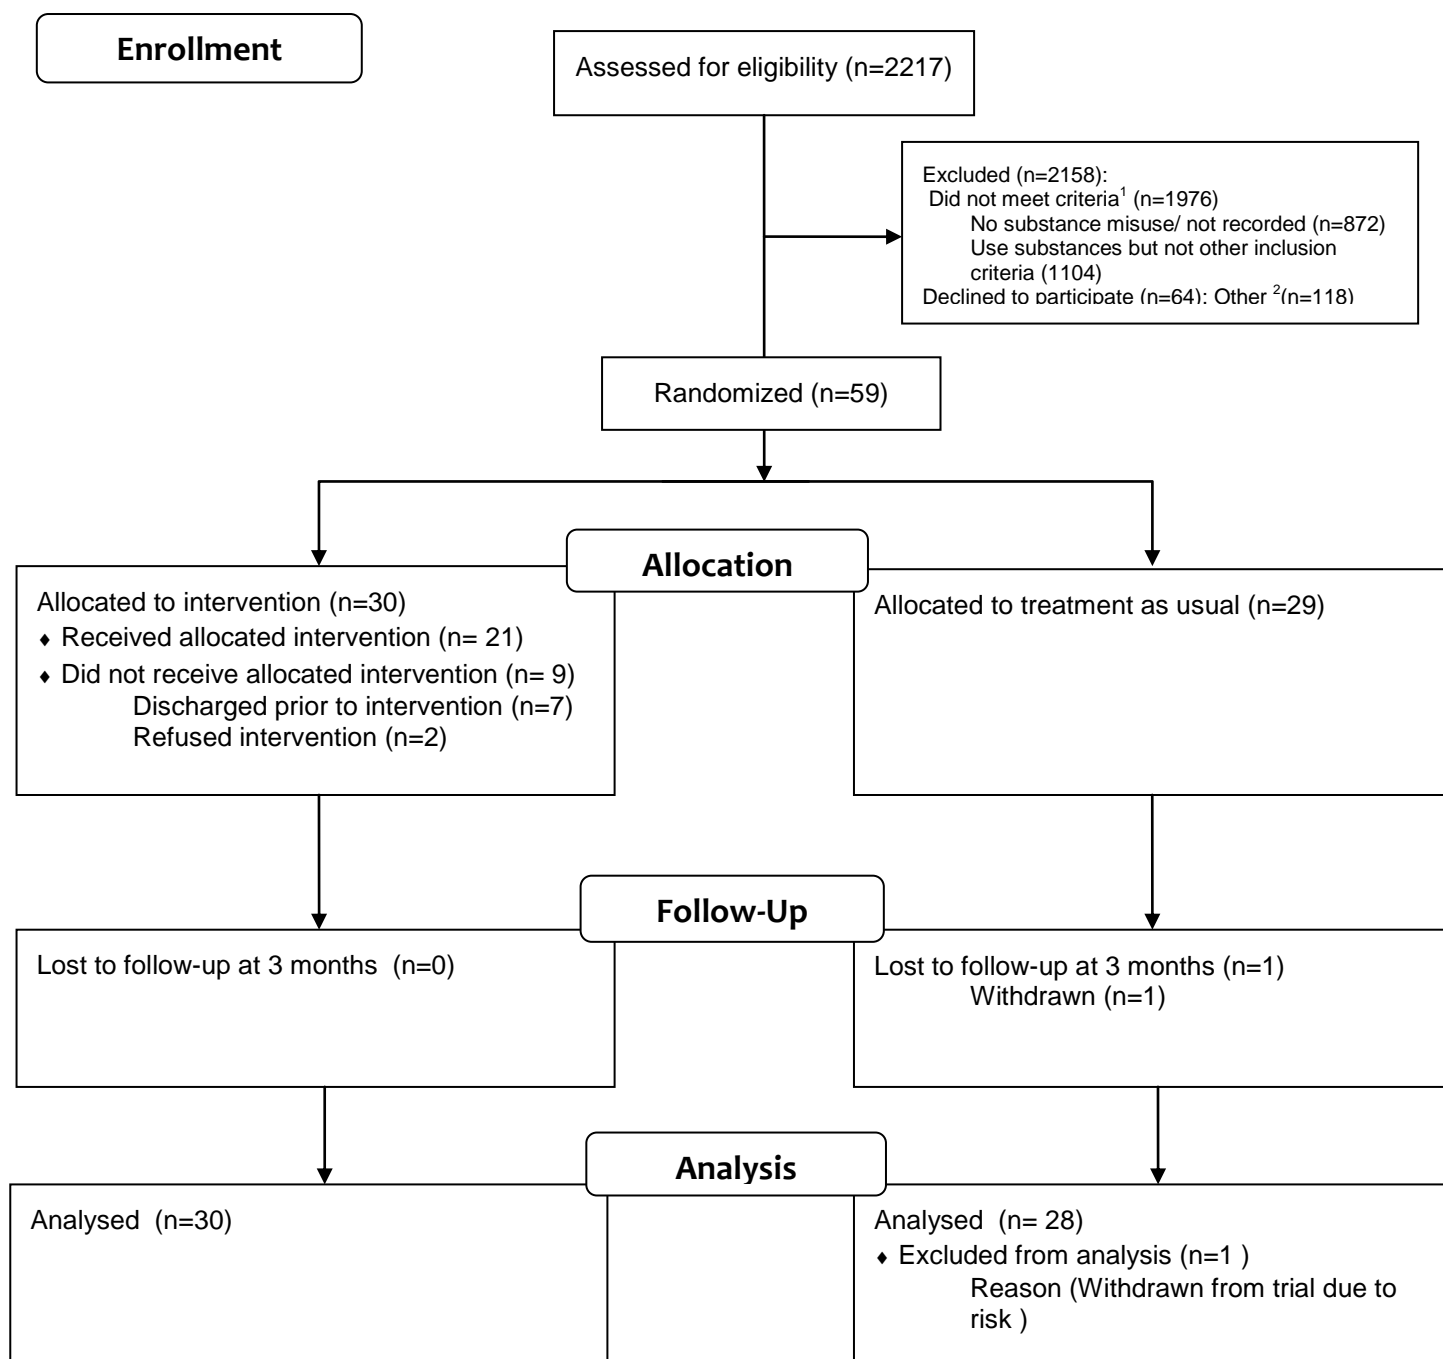 Enrollment
Assessed for eligibility (n=2217)
Excluded (n=2158):
Did not meet criteria1 (n=1976)
No substance misuse/ not recorded (n=872)
Use substances but not other inclusion
criteria (1104)
Declined to participate (n=64): Other 2(n=118)
Randomized (n=59)
Allocation
Allocated to intervention (n=30)
♦ Received allocated intervention (n= 21)
♦ Did not receive allocated intervention (n= 9)
Discharged prior to intervention (n=7)
Refused intervention (n=2)
Allocated to treatment as usual (n=29)
Follow-Up
Lost to follow-up at 3 months  (n=0)
Lost to follow-up at 3 months (n=1)
Withdrawn (n=1)
Analysis
Analysed  (n=30)
Analysed  (n= 28)
♦ Excluded from analysis (n=1 )
Reason (Withdrawn from trial due to
risk )